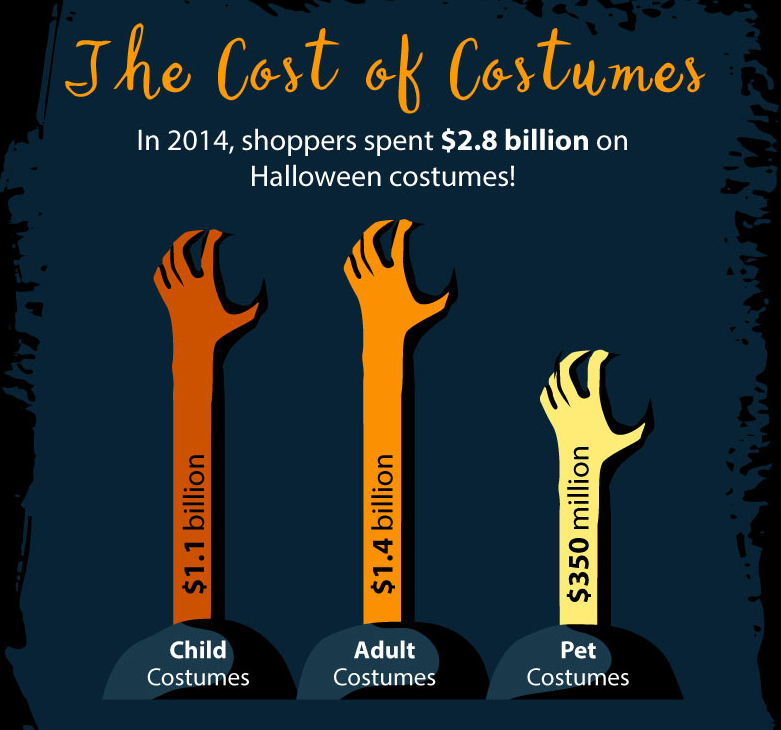 The Cost of Costumes
In 2014, shoppers spent $2.8 billion on
Halloween costumes!
$1.1 billion
$1.4 billion
$350 million
Child
Costumes
Adult
Costumes
Pet
Costumes